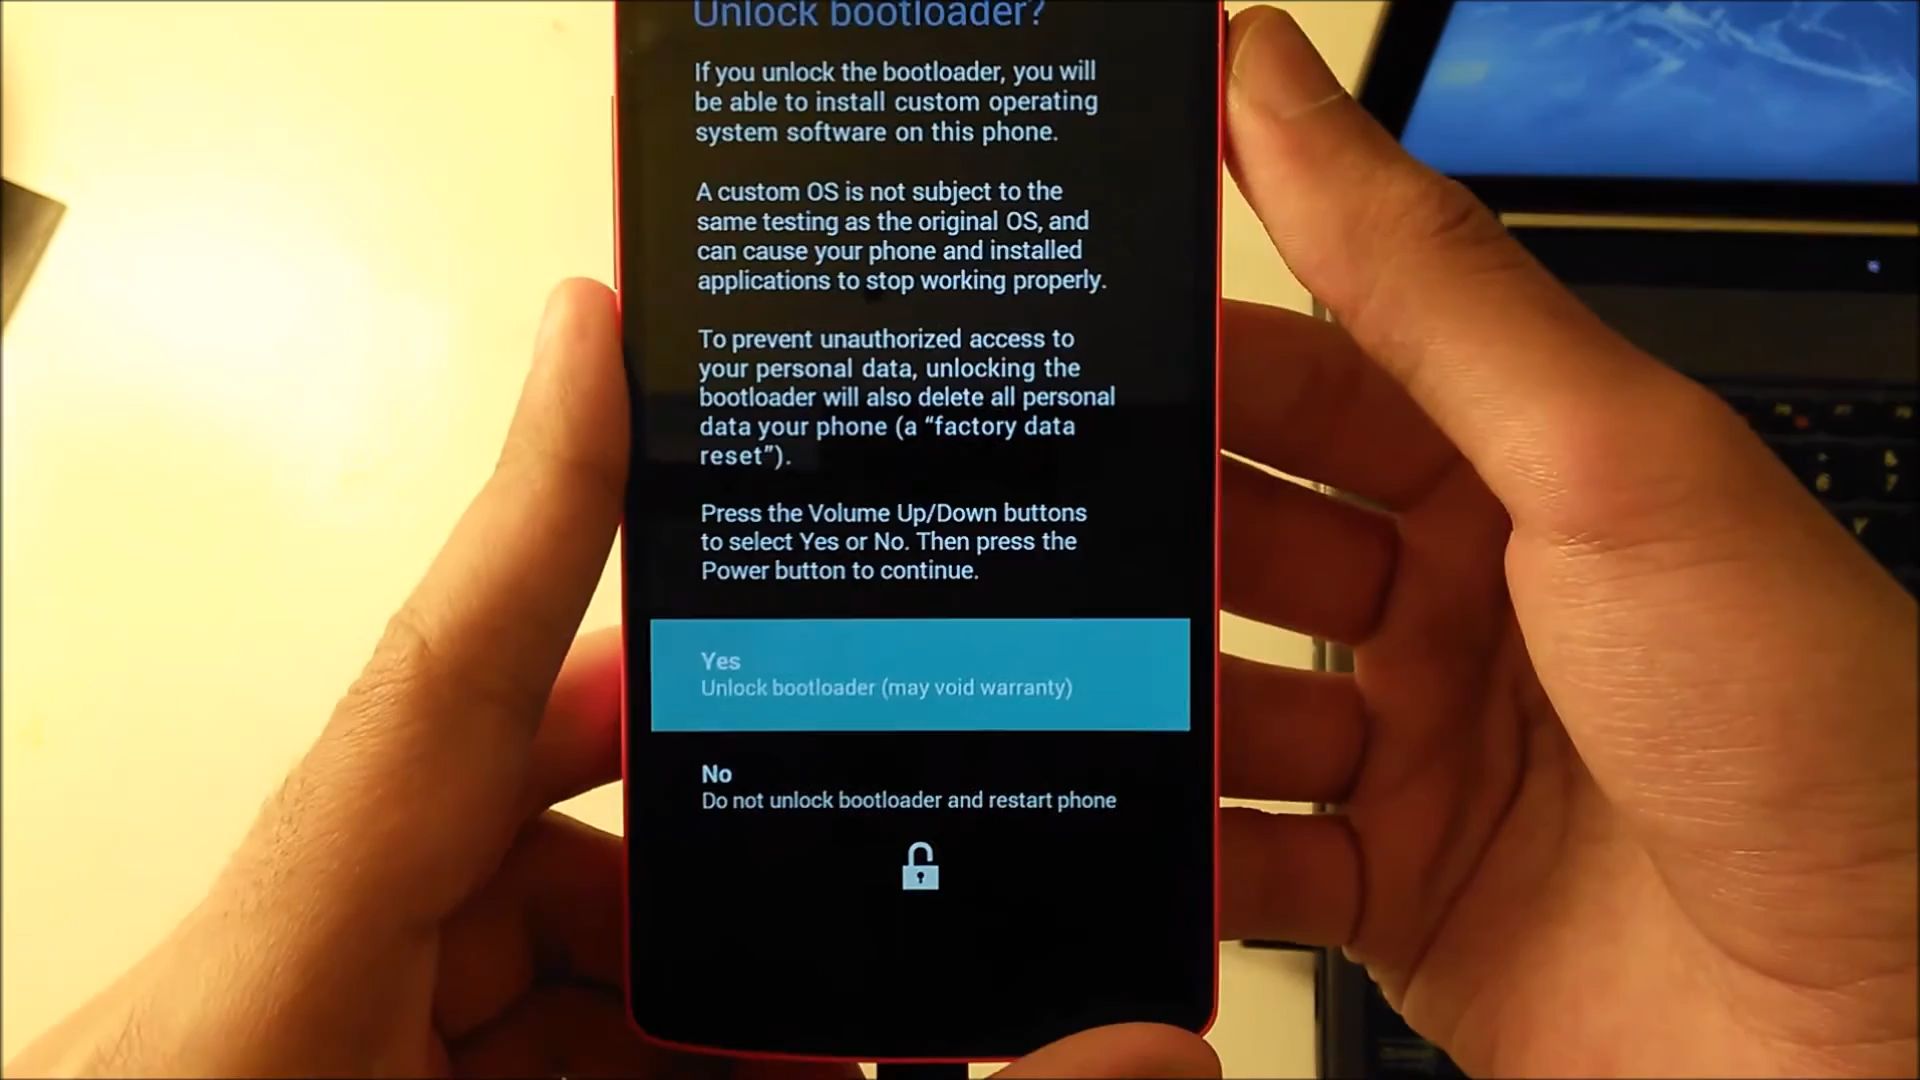 Unlock bootloader?
If you unlock the bootloader, you will
be able to install custom operating
system software on this phone.
A custom OS is not subject to the
same testing as the original OS, and
can cause your phone and installed
applications to stop working properly.
To prevent unauthorized access to
your personal data, unlocking the
bootloader will also delete all personal
data your phone (a “factory data
reset”).
Press the Volume Up/Down buttons
to select Yes or No. Then press the
Power button to continue.
Yes
Unlock bootloader (may void warranty)
No
Do not unlock bootloader and restart phone
6 7
Y